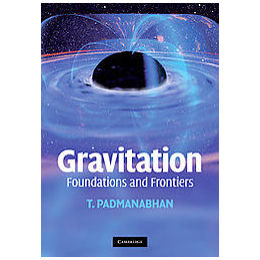 Gravitation
Foundations and Frontiers
T. PADMANABHAN
CAMBRIDGE